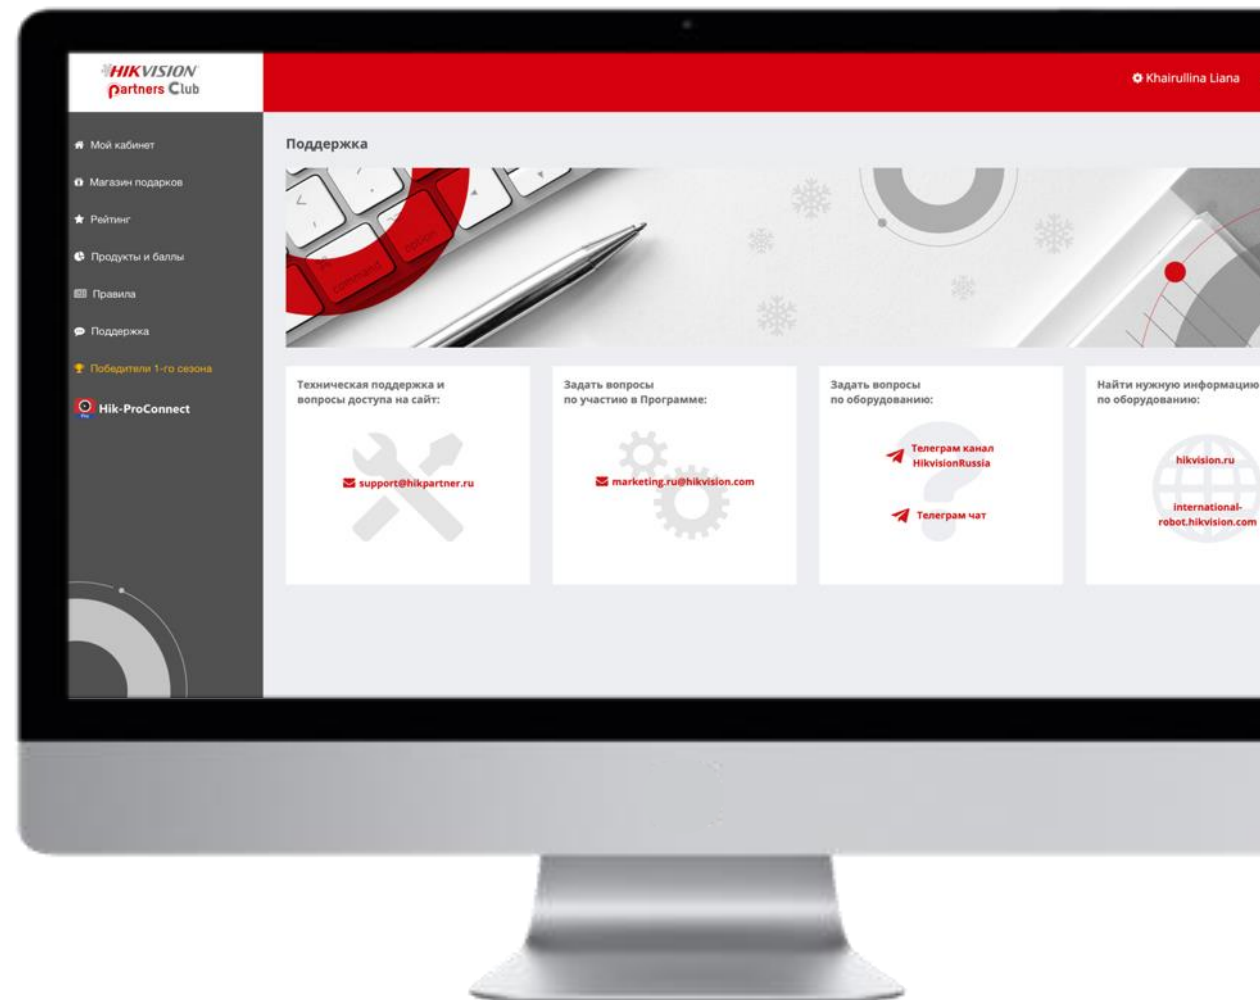 HIKVISION
partners Club
Khairullina Liana
Мой кабинет
Магазин подарков
Рейтинг
Продукты и баллы
Правила
Поддержка
Победители 1-го сезона
Hik-ProConnect
Поддержка
command
option
Техническая поддержка и
вопросы доступа на сайт:
support@hikpartner.ru
Задать вопросы
по участию в Программе:
marketing.ru@hikvision.com
Задать вопросы
по оборудованию:
Телеграм канал
HikvisionRussia
Телеграм чат
Найти нужную информацию
по оборудованию:
hikvision.ru
international-
robot.hikvision.com